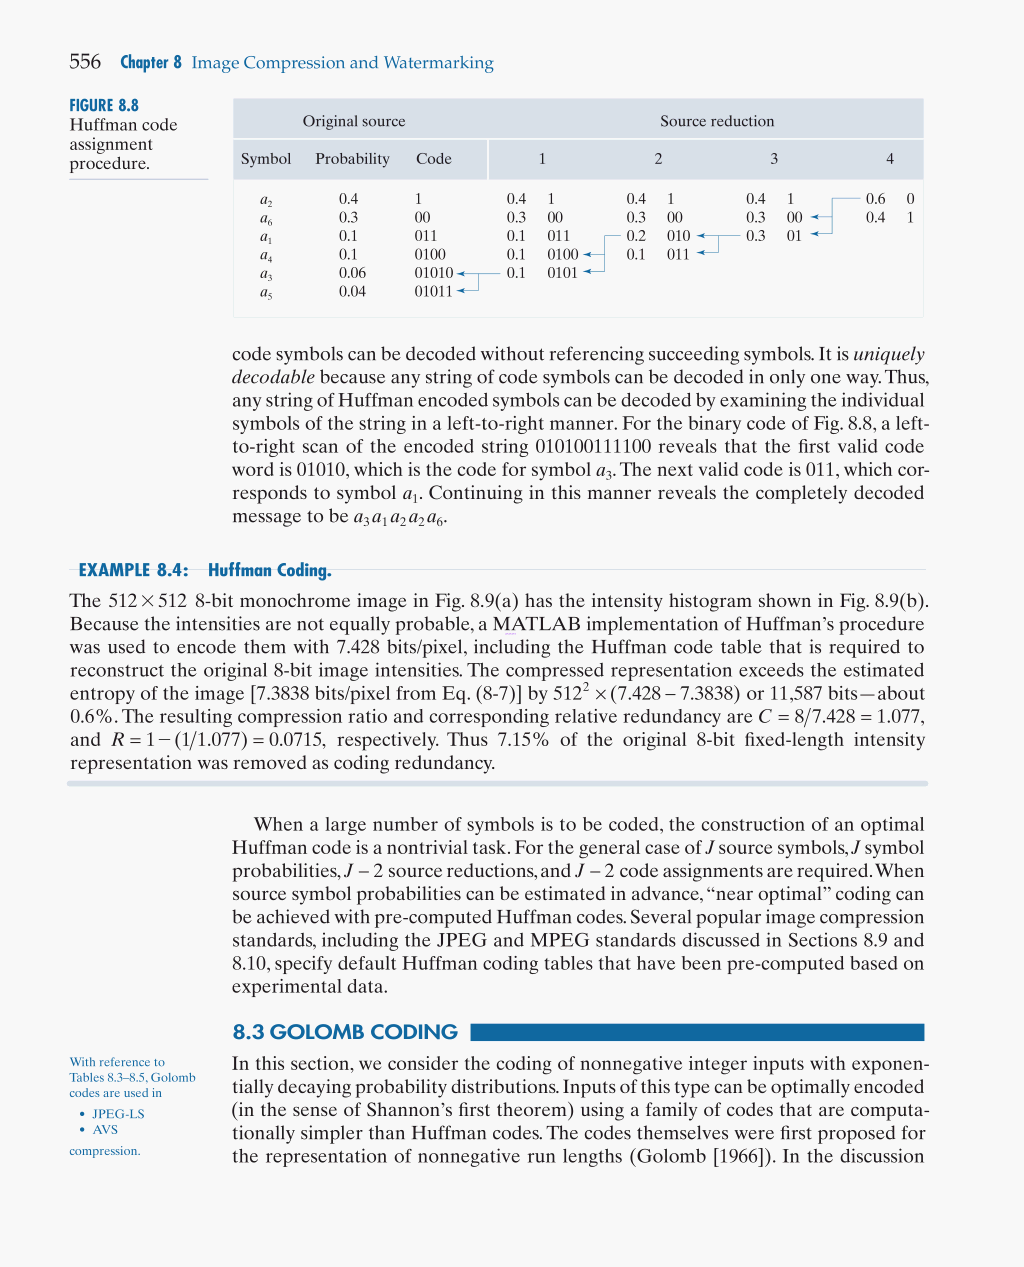 556 Chapter 8 Image Compression and Watermarking
FIGURE 8.8
Huffman code
assignment
procedure.
Original source Source reduction
Symbol Probability Code 1 2 3 4
a2 0.4 1 0.4 1 0.4 1 0.4 1 0.6 0
a6 0.3 00 0.3 00 0.3 00 0.3 00 0.4 1
a1 0.1 011 0.1 011 0.2 010 0.3 01
a4 0.1 0100 0.1 0100 0.1 011
a3 0.06 01010 0.1 0101
a5 0.04 01011
code symbols can be decoded without referencing succeeding symbols. It is uniquely
decodable because any string of code symbols can be decoded in only one way. Thus,
any string of Huffman encoded symbols can be decoded by examining the individual
symbols of the string in a left-to-right manner. For the binary code of Fig. 8.8, a left-
to-right scan of the encoded string 010100111100 reveals that the first valid code
word is 01010, which is the code for symbol a3. The next valid code is 011, which cor-
responds to symbol a1. Continuing in this manner reveals the completely decoded
message to be a3a1a2a2a6.
EXAMPLE 8.4: Huffman Coding.
The 512 × 512 8-bit monochrome image in Fig. 8.9(a) has the intensity histogram shown in Fig. 8.9(b).
Because the intensities are not equally probable, a MATLAB implementation of Huffman's procedure
was used to encode them with 7.428 bits/pixel, including the Huffman code table that is required to
reconstruct the original 8-bit image intensities. The compressed representation exceeds the estimated
entropy of the image [7.3838 bits/pixel from Eq. (8-7)] by 512² × (7.428 − 7.3838) or 11,587 bits—about
0.6%. The resulting compression ratio and corresponding relative redundancy are C = 8/7.428 = 1.077,
and R = 1 − (1/1.077) = 0.0715, respectively. Thus 7.15% of the original 8-bit fixed-length intensity
representation was removed as coding redundancy.
When a large number of symbols is to be coded, the construction of an optimal
Huffman code is a nontrivial task. For the general case of J source symbols, J symbol
probabilities, J − 2 source reductions, and J − 2 code assignments are required. When
source symbol probabilities can be estimated in advance, “near optimal” coding can
be achieved with pre-computed Huffman codes. Several popular image compression
standards, including the JPEG and MPEG standards discussed in Sections 8.9 and
8.10, specify default Huffman coding tables that have been pre-computed based on
experimental data.
8.3 GOLOMB CODING
With reference to
Tables 8.3–8.5, Golomb
codes are used in
• JPEG-LS
• AVS
compression.
In this section, we consider the coding of nonnegative integer inputs with exponen-
tially decaying probability distributions. Inputs of this type can be optimally encoded
(in the sense of Shannon's first theorem) using a family of codes that are computa-
tionally simpler than Huffman codes. The codes themselves were first proposed for
the representation of nonnegative run lengths (Golomb [1966]). In the discussion